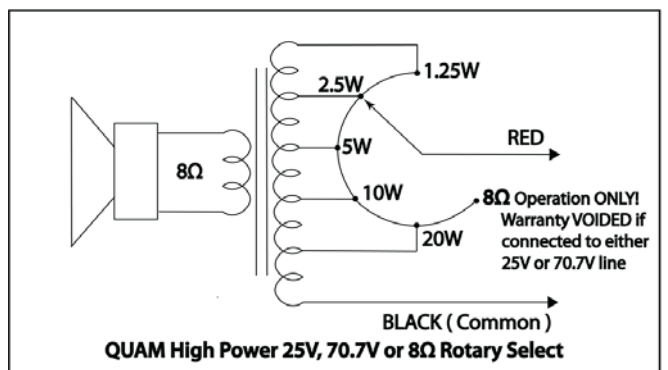 1.25W
2.5W
RED
5W
8Ω
10W
8Ω Operation ONLY!
Warranty VOIDED if
connected to either
25V or 70.7V line
20W
BLACK ( Common )
QUAM High Power 25V, 70.7V or 8Ω Rotary Select